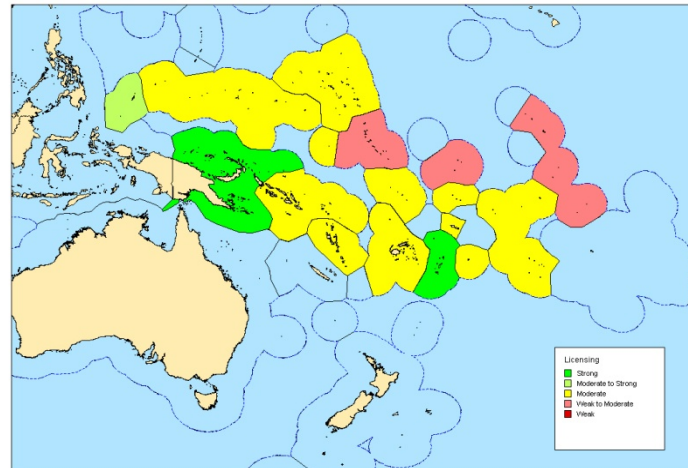 Licensing
Strong
Moderate to Strong
Moderate
Weak to Moderate
Weak